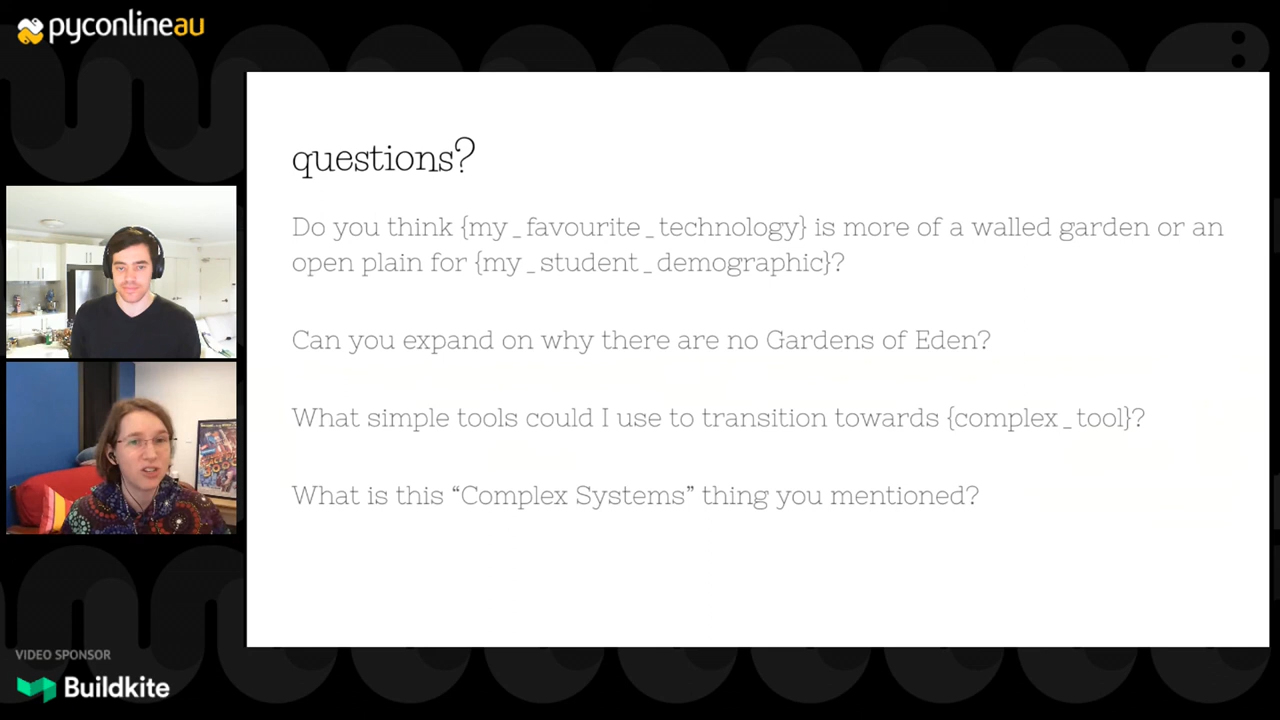 pyconlineau
questions?
Do you think {my_favourite_technology} is more of a walled garden or an
open plain for {my_student_demographic}?
Can you expand on why there are no Gardens of Eden?
What simple tools could I use to transition towards {complex_tool}?
What is this “Complex Systems” thing you mentioned?
VIDEO SPONSOR
Buildkite